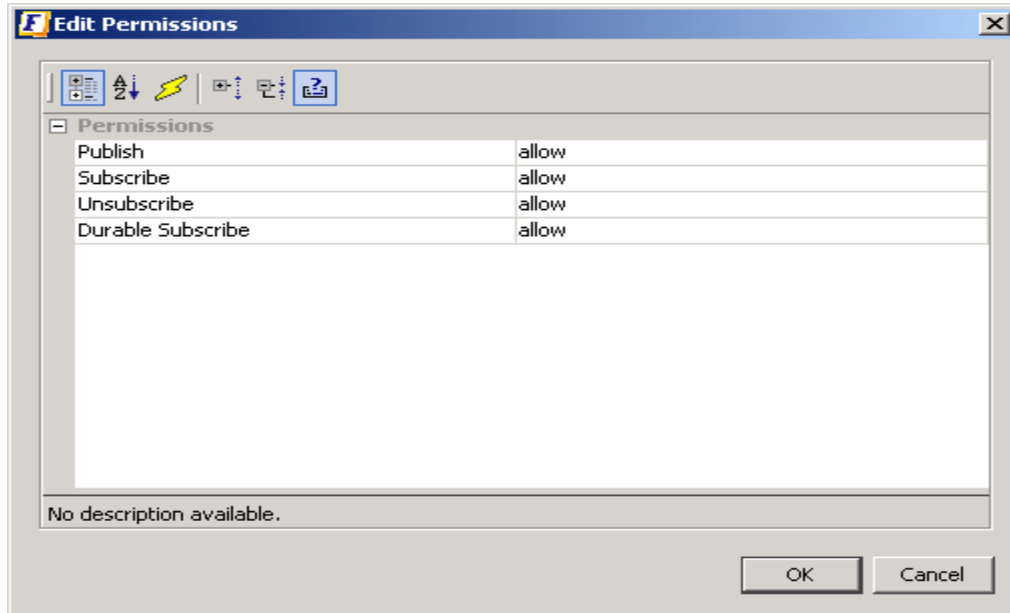 F Edit Permissions
A Z
Permissions
Publish allow
Subscribe allow
Unsubscribe allow
Durable Subscribe allow
No description available.
OK Cancel